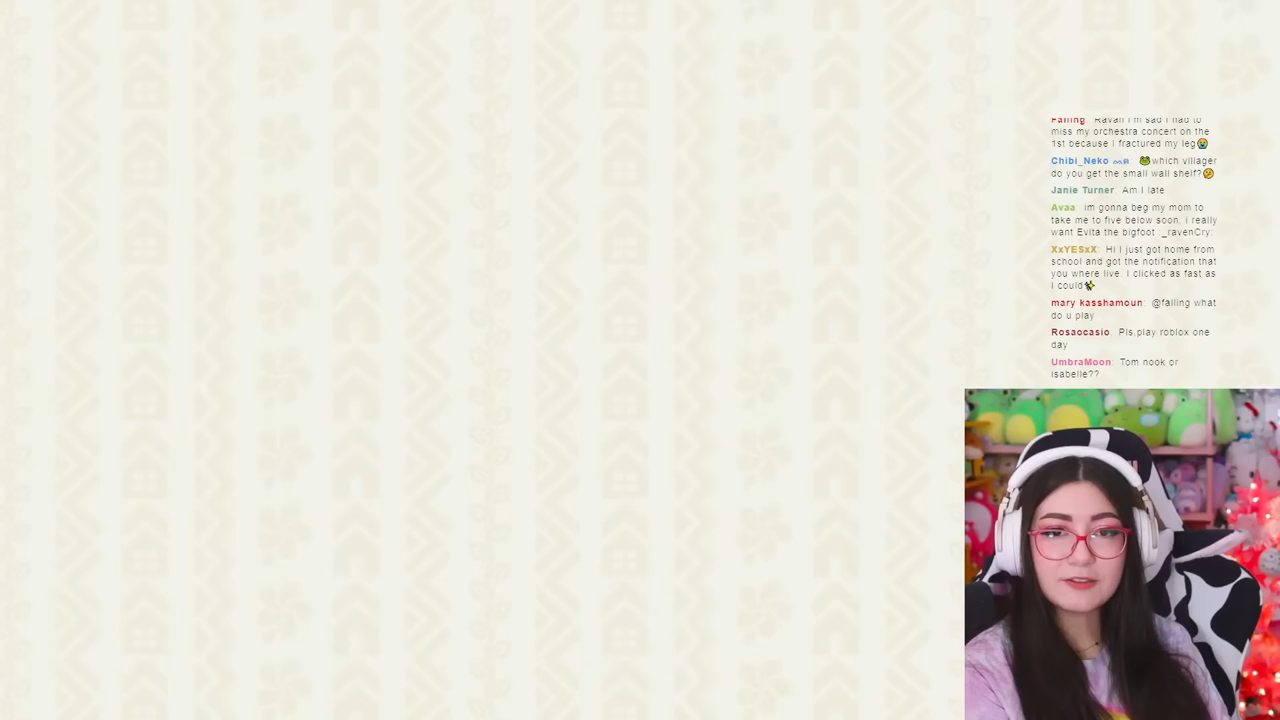 Falling: Ravan I'm sad I had to
miss my orchestra concert on the
1st because I fractured my leg😭
Chibi_Neko ᨐฅ: 🐸which villager
do you get the small wall shelf?🤔
Janie Turner: Am I late
Avaa: im gonna beg my mom to
take me to five below soon, i really
want Evita the bigfoot :_ravenCry:
XxYESxX: Hi I just got home from
school and got the notification that
you where live. I clicked as fast as
I could✨
mary kasshamoun: @falling what
do u play
Rosaocasio: Pls,play roblox one
day
UmbraMoon: Tom nook or
isabelle??